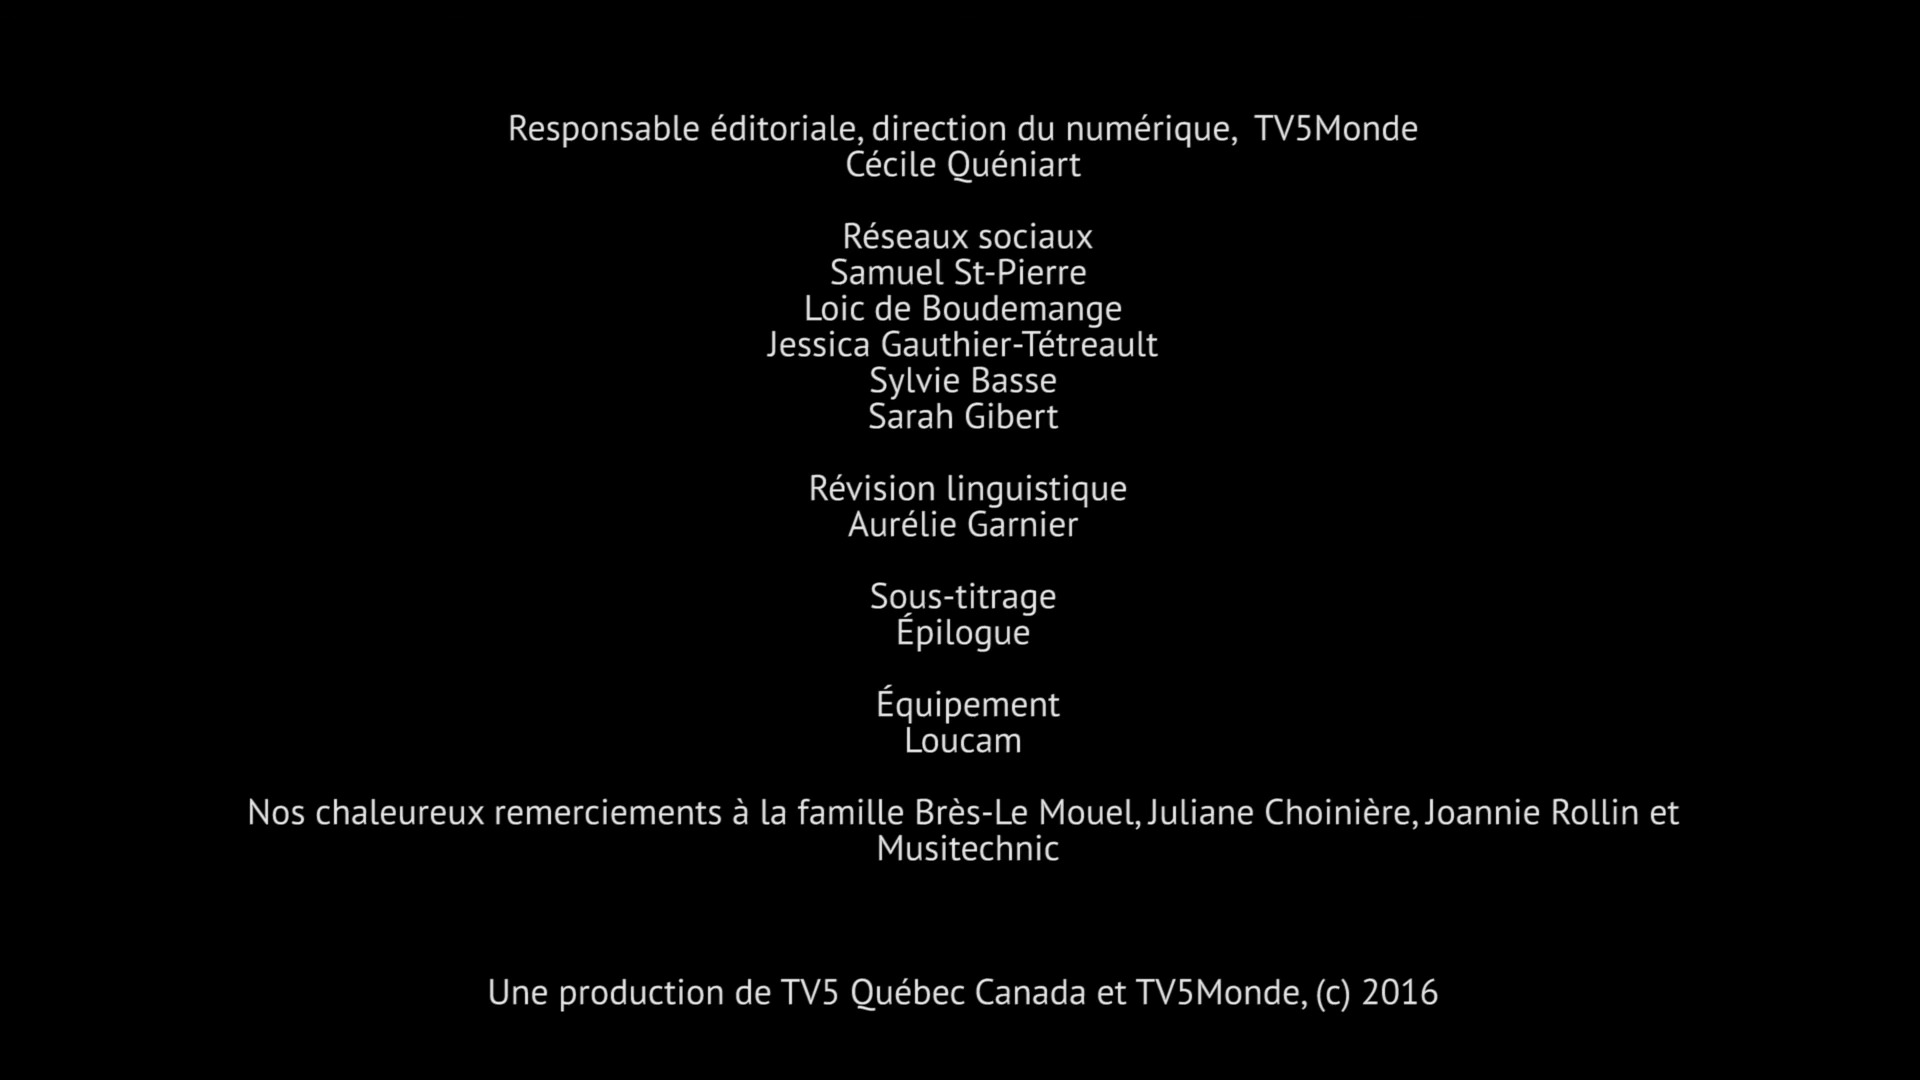 Responsable éditoriale, direction du numérique,  TV5Monde
Cécile Quéniart
Réseaux sociaux
Samuel St-Pierre
Loic de Boudemange
Jessica Gauthier-Tétreault
Sylvie Basse
Sarah Gibert
Révision linguistique
Aurélie Garnier
Sous-titrage
Épilogue
Équipement
Loucam
Nos chaleureux remerciements à la famille Brès-Le Mouel, Juliane Choinière, Joannie Rollin et
Musitechnic
Une production de TV5 Québec Canada et TV5Monde, (c) 2016